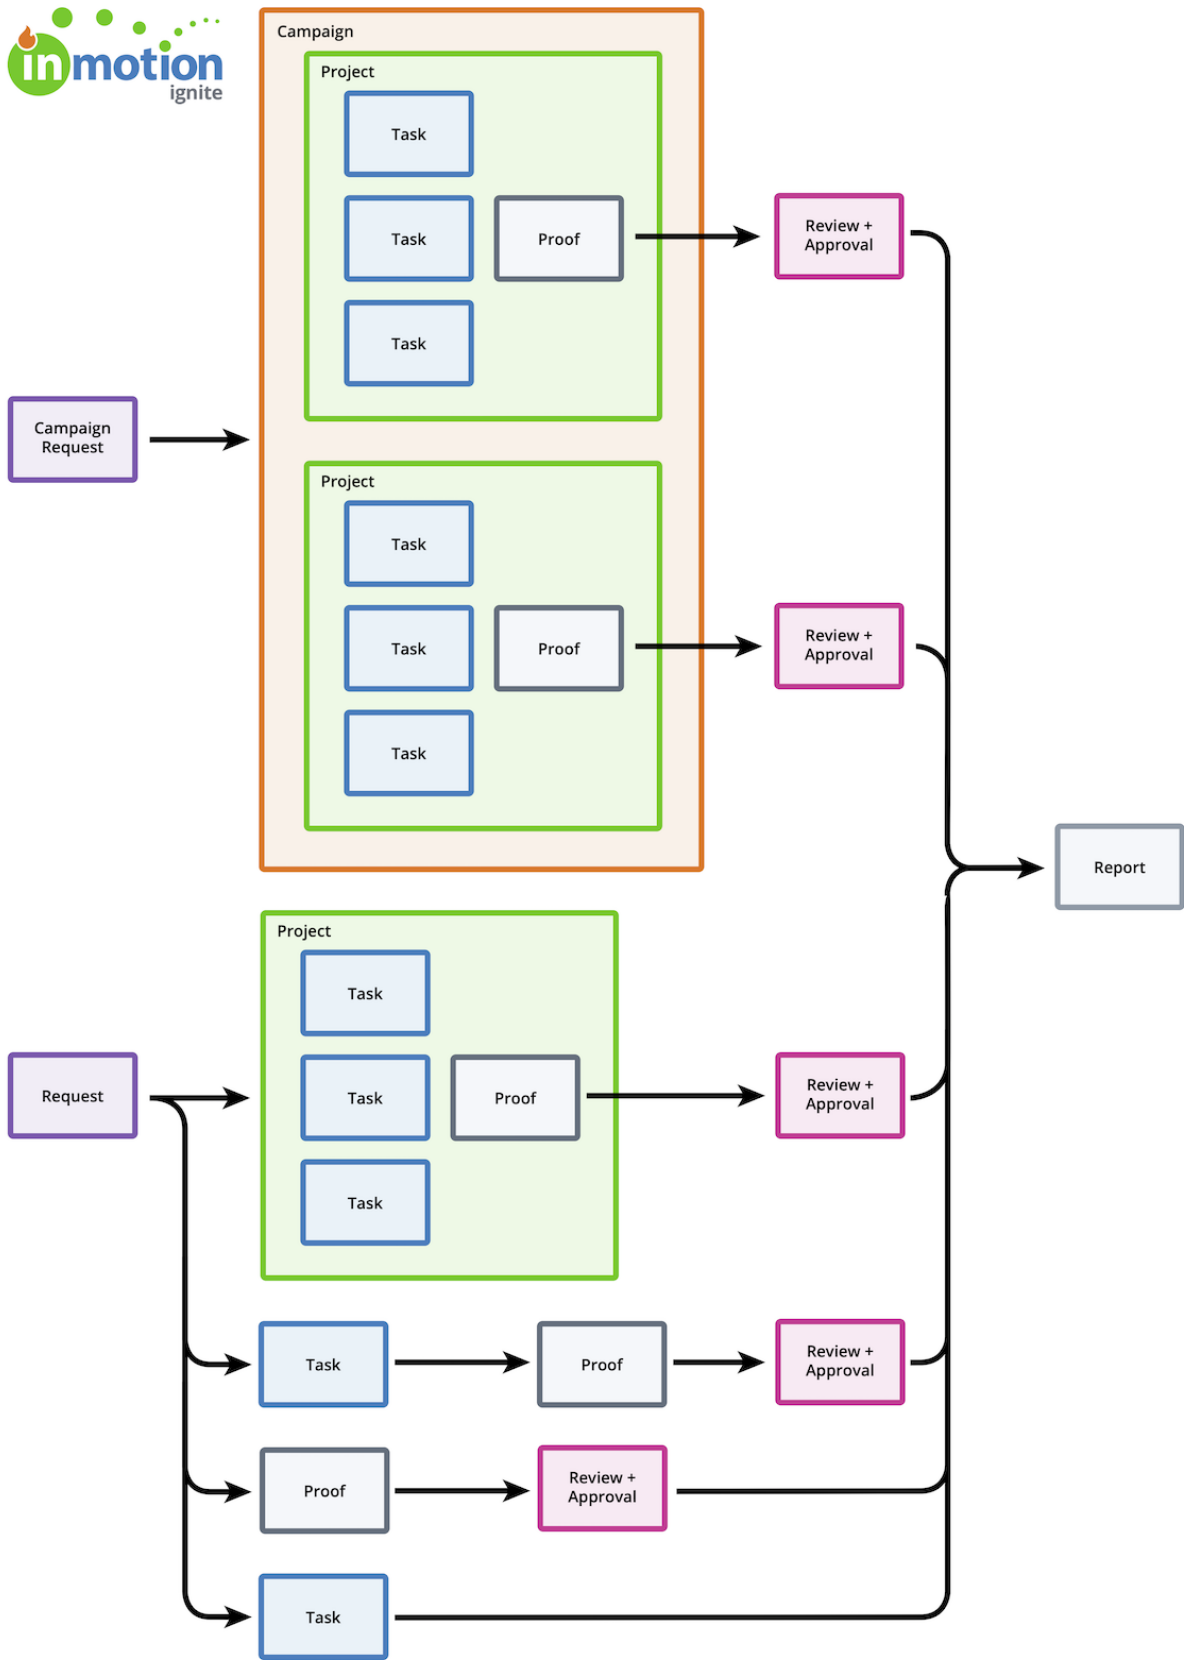 inmotion
ignite
Campaign
Project
Task
Task
Proof
Task
Review +
Approval
Campaign
Request
Project
Task
Task
Proof
Task
Review +
Approval
Report
Project
Task
Request
Task
Proof
Task
Review +
Approval
Task
Proof
Review +
Approval
Proof
Review +
Approval
Task